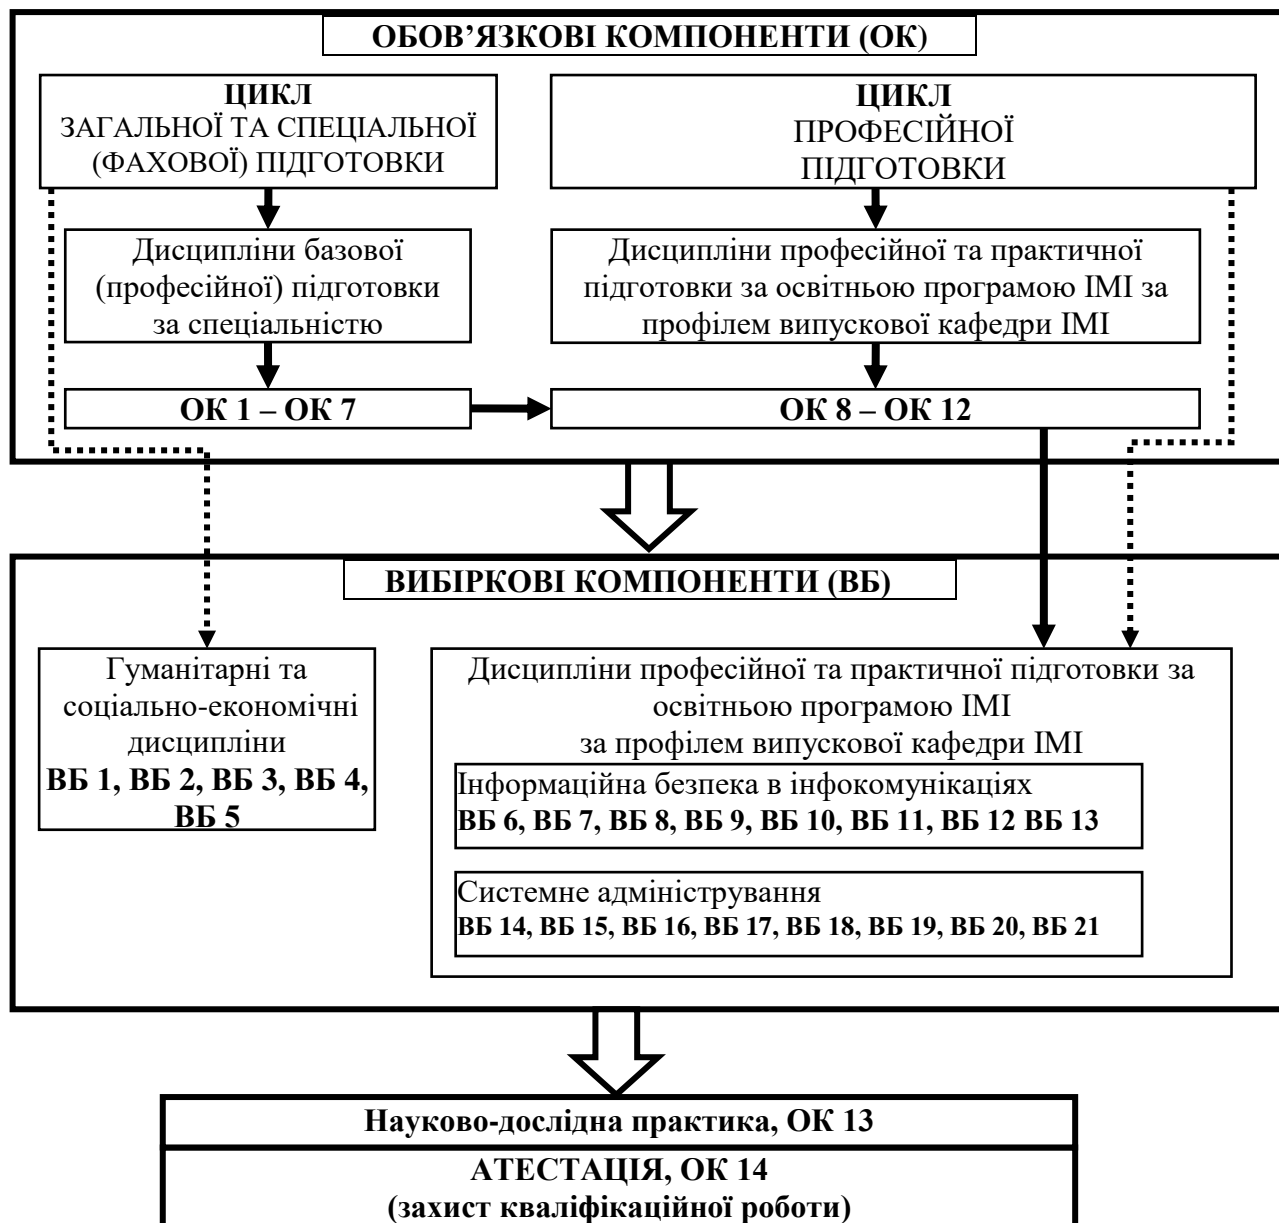 ОБОВ’ЯЗКОВІ КОМПОНЕНТИ (ОК)
ЦИКЛ
ЗАГАЛЬНОЇ ТА СПЕЦІАЛЬНОЇ
(ФАХОВОЇ) ПІДГОТОВКИ
ЦИКЛ
ПРОФЕСІЙНОЇ
ПІДГОТОВКИ
Дисципліни базової
(професійної) підготовки
за спеціальністю
Дисципліни професійної та практичної
підготовки за освітньою програмою ІМІ за
профілем випускової кафедри ІМІ
ОК 1 – ОК 7
ОК 8 – ОК 12
ВИБІРКОВІ КОМПОНЕНТИ (ВБ)
Гуманітарні та
соціально-економічні
дисципліни
ВБ 1, ВБ 2, ВБ 3, ВБ 4,
ВБ 5
Дисципліни професійної та практичної підготовки за
освітньою програмою ІМІ
за профілем випускової кафедри ІМІ
Інформаційна безпека в інфокомунікаціях
ВБ 6, ВБ 7, ВБ 8, ВБ 9, ВБ 10, ВБ 11, ВБ 12 ВБ 13
Системне адміністрування
ВБ 14, ВБ 15, ВБ 16, ВБ 17, ВБ 18, ВБ 19, ВБ 20, ВБ 21
Науково-дослідна практика, ОК 13
АТЕСТАЦІЯ, ОК 14
(захист кваліфікаційної роботи)